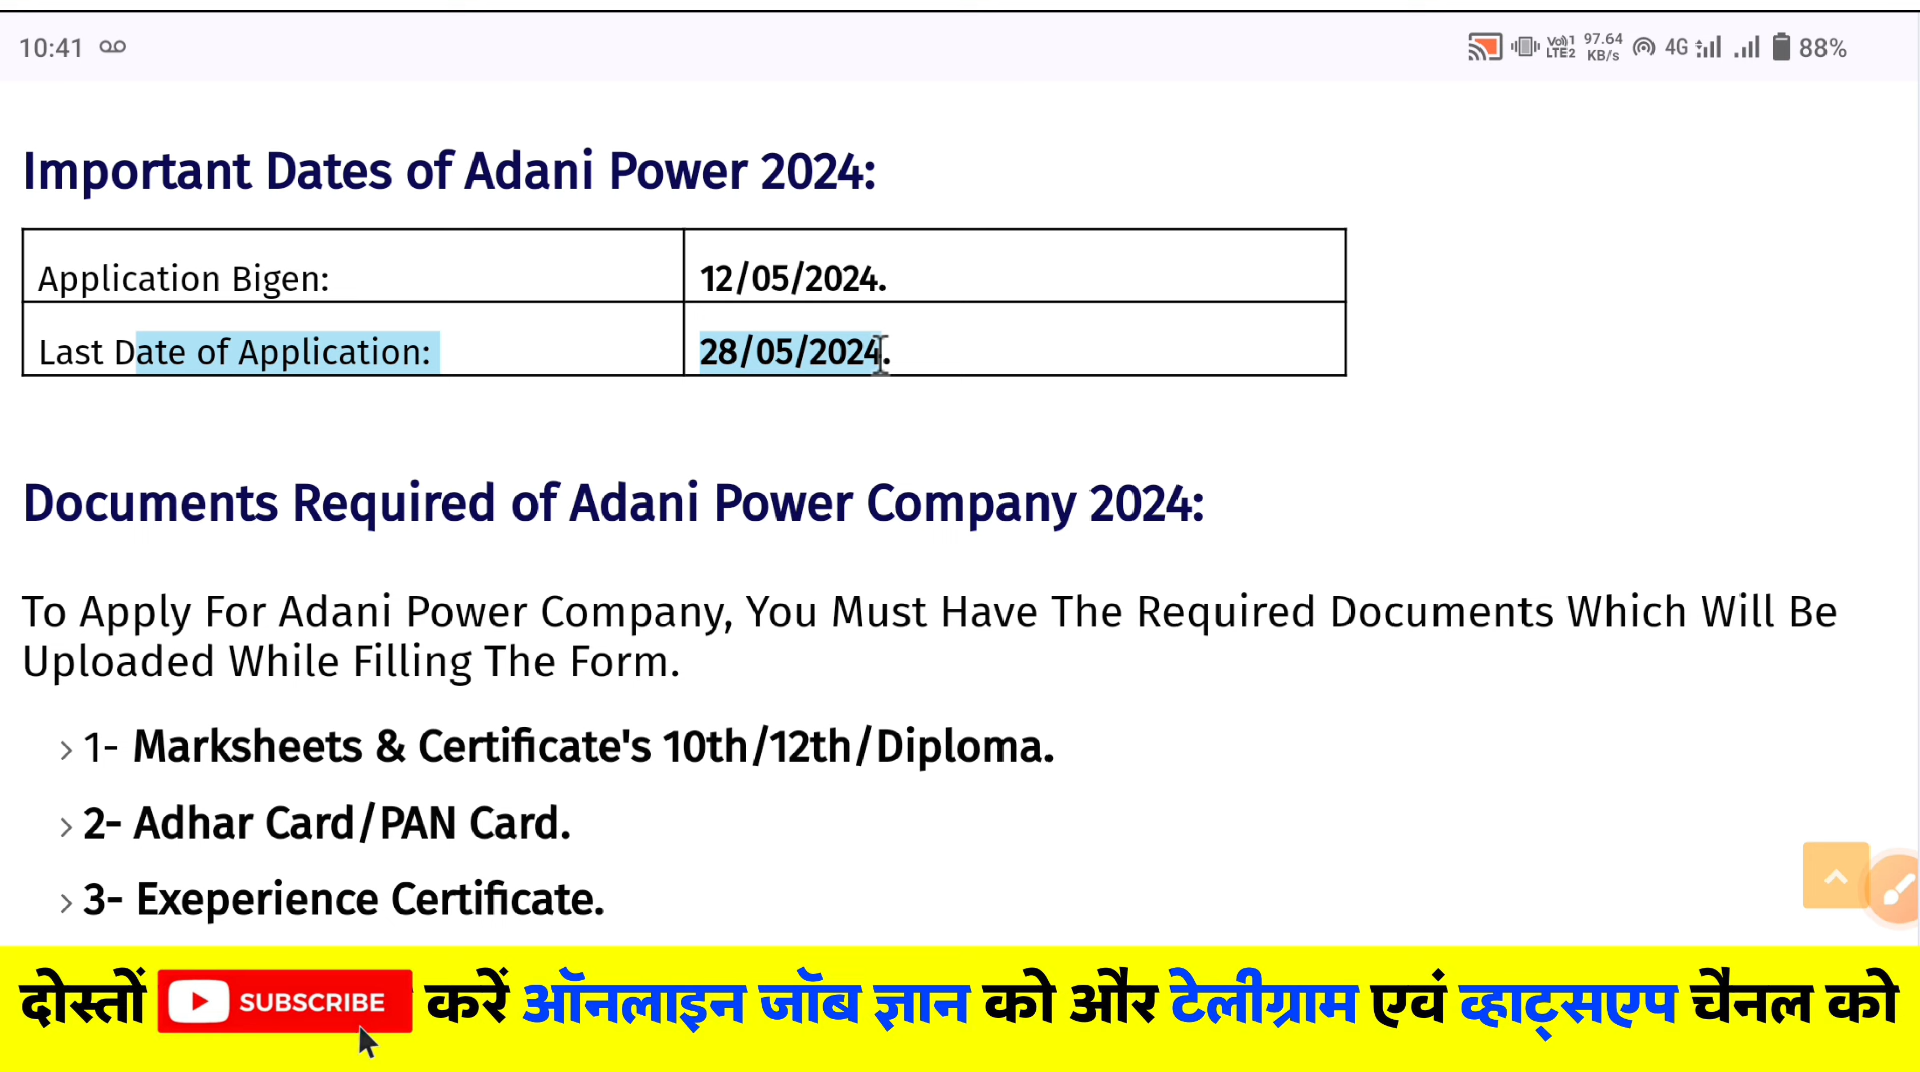 10:41
Vo)) 1 LTE2 97.64 KB/s 4G 88%
Important Dates of Adani Power 2024:
Application Bigen: 12/05/2024.
Last Date of Application: 28/05/2024.
Documents Required of Adani Power Company 2024:
To Apply For Adani Power Company, You Must Have The Required Documents Which Will Be
Uploaded While Filling The Form.
1- Marksheets & Certificate's 10th/12th/Diploma.
2- Adhar Card/PAN Card.
3- Exeperience Certificate.
दोस्तों SUBSCRIBE करें ऑनलाइन जॉब ज्ञान को और टेलीग्राम एवं व्हाट्सएप चैनल को